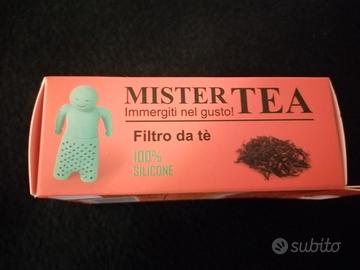 MISTER TEA
Immergiti nel gusto!
Filtro da tè
100%
SILICONE
subito